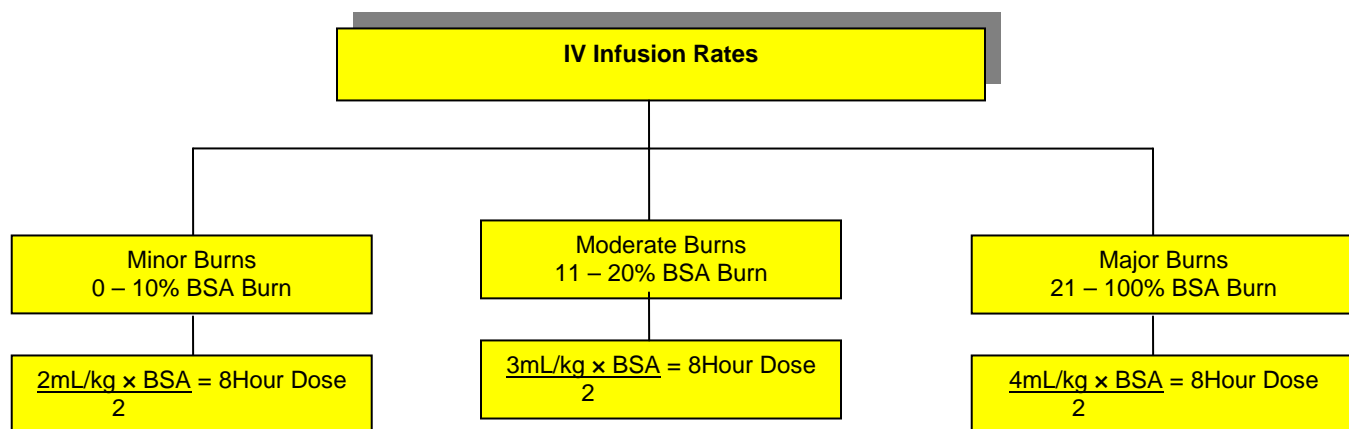 IV Infusion Rates
Minor Burns
0 – 10% BSA Burn
2mL/kg × BSA = 8Hour Dose
2
Moderate Burns
11 – 20% BSA Burn
3mL/kg × BSA = 8Hour Dose
2
Major Burns
21 – 100% BSA Burn
4mL/kg × BSA = 8Hour Dose
2